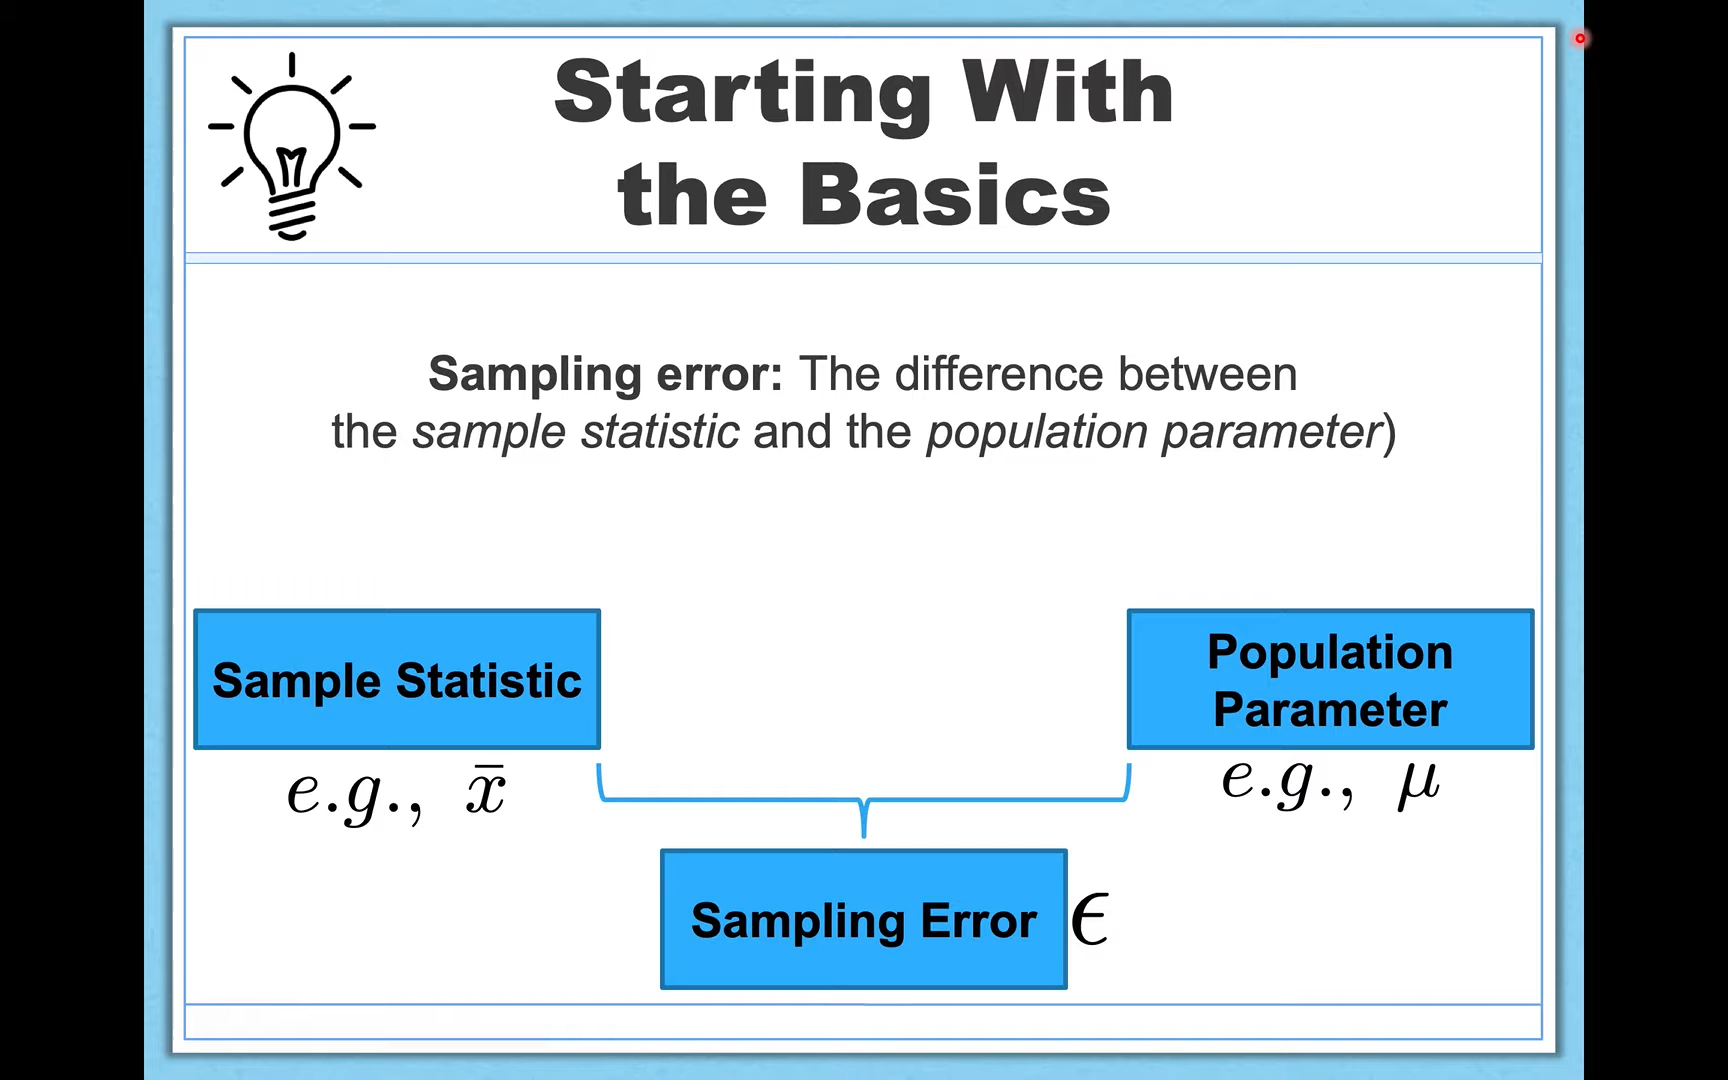 Starting With
the Basics
Sampling error: The difference between
the sample statistic and the population parameter)
Sample Statistic
Population
Parameter
e.g., x̄
e.g., μ
Sampling Error ϵ